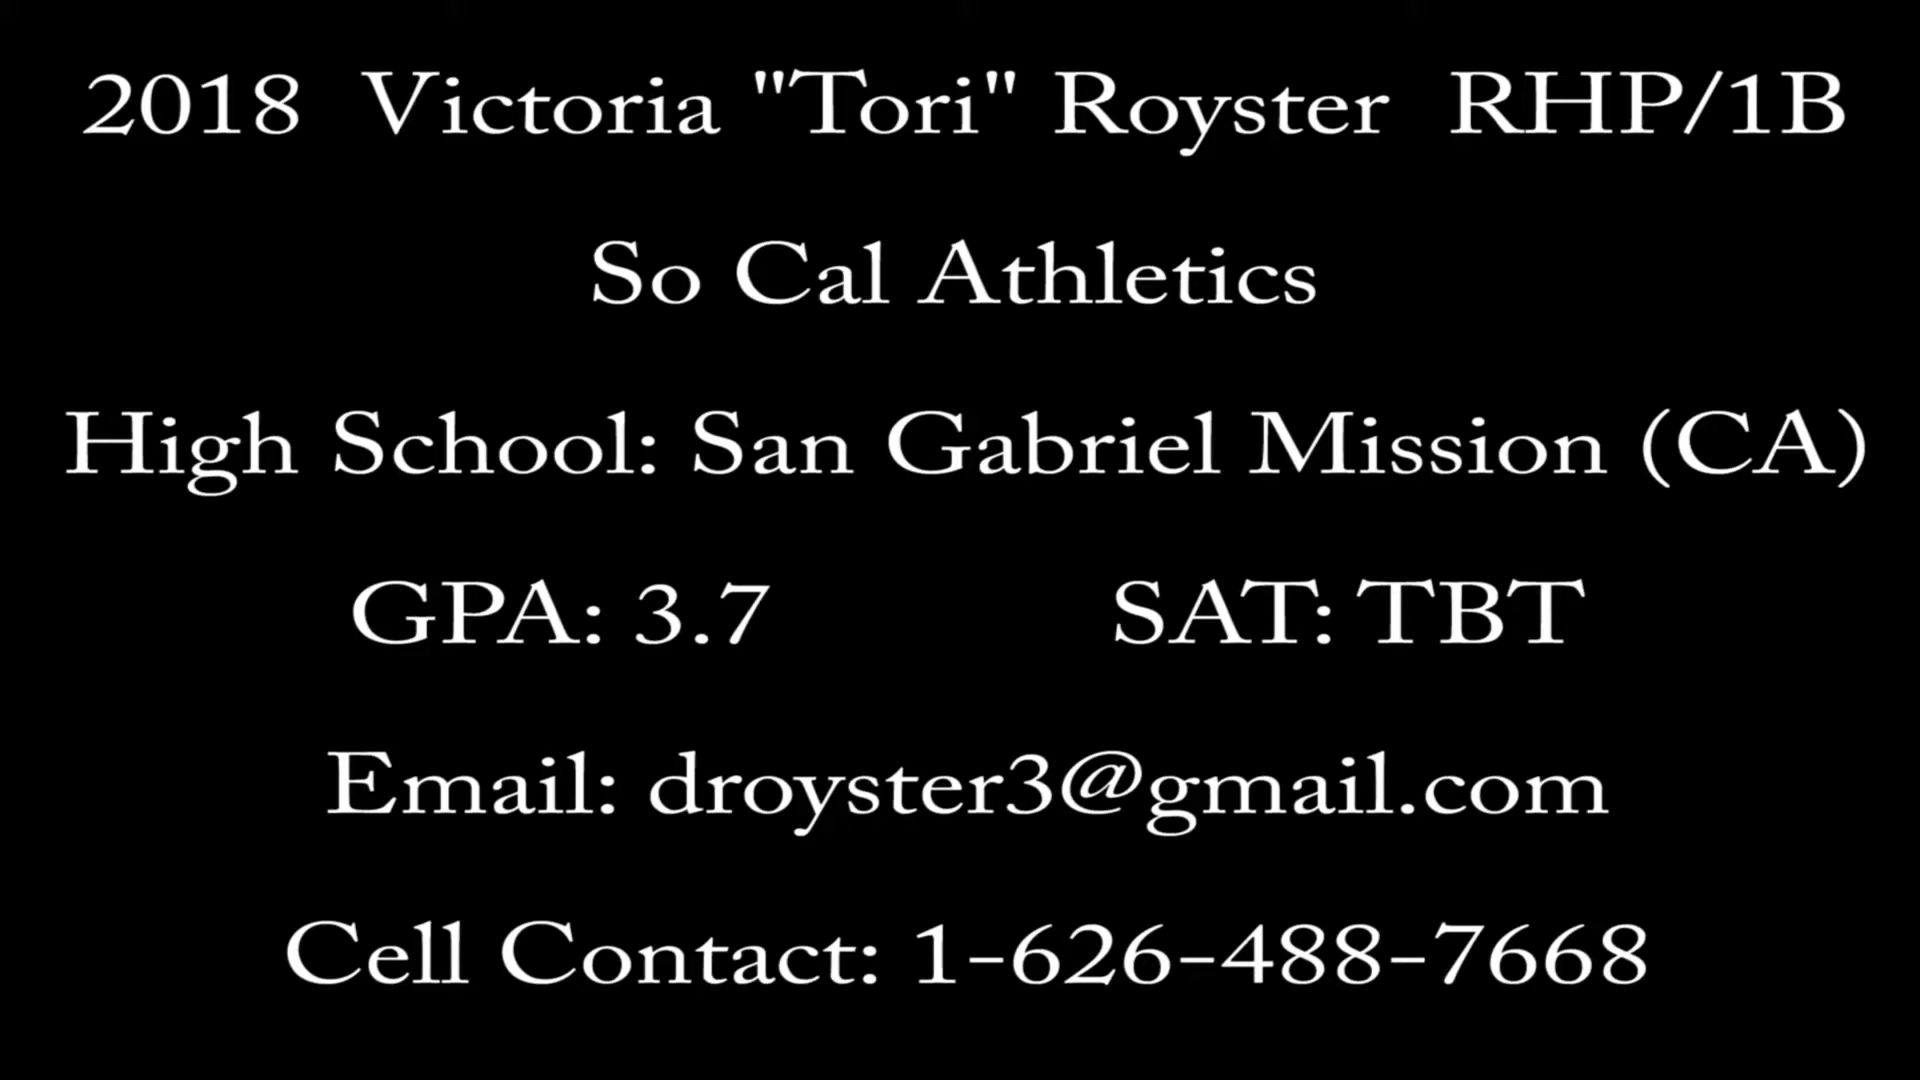 2018 Victoria "Tori" Royster RHP/1B
So Cal Athletics
High School: San Gabriel Mission (CA)
GPA: 3.7 SAT: TBT
Email: droyster3@gmail.com
Cell Contact: 1-626-488-7668